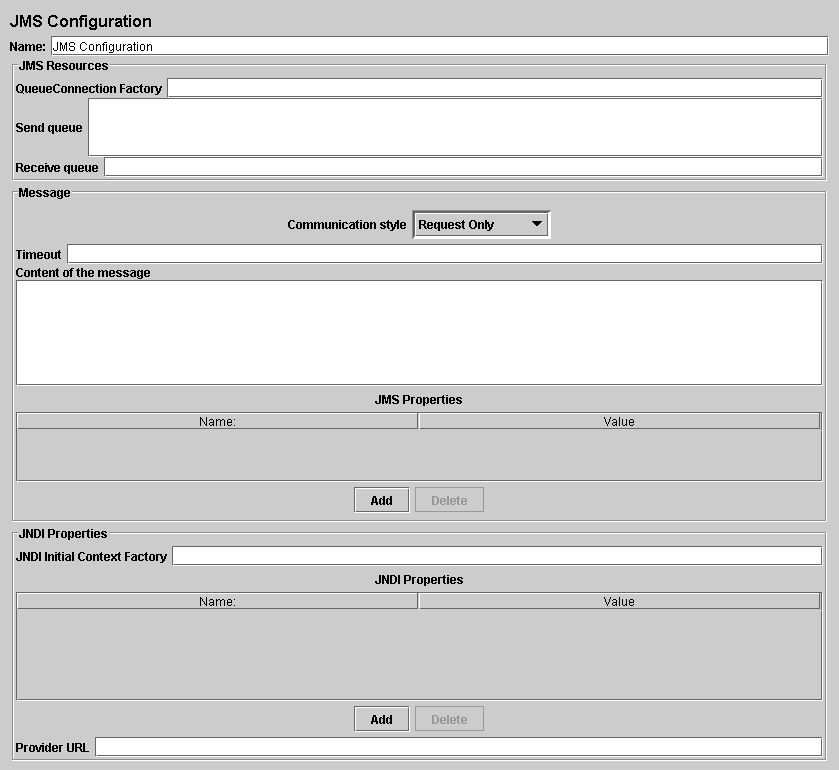 JMS Configuration
Name: JMS Configuration
JMS Resources
QueueConnection Factory
Send queue
Receive queue
Message
Communication style Request Only
Timeout
Content of the message
JMS Properties
Name: Value
Add Delete
JNDI Properties
JNDI Initial Context Factory
JNDI Properties
Name: Value
Add Delete
Provider URL